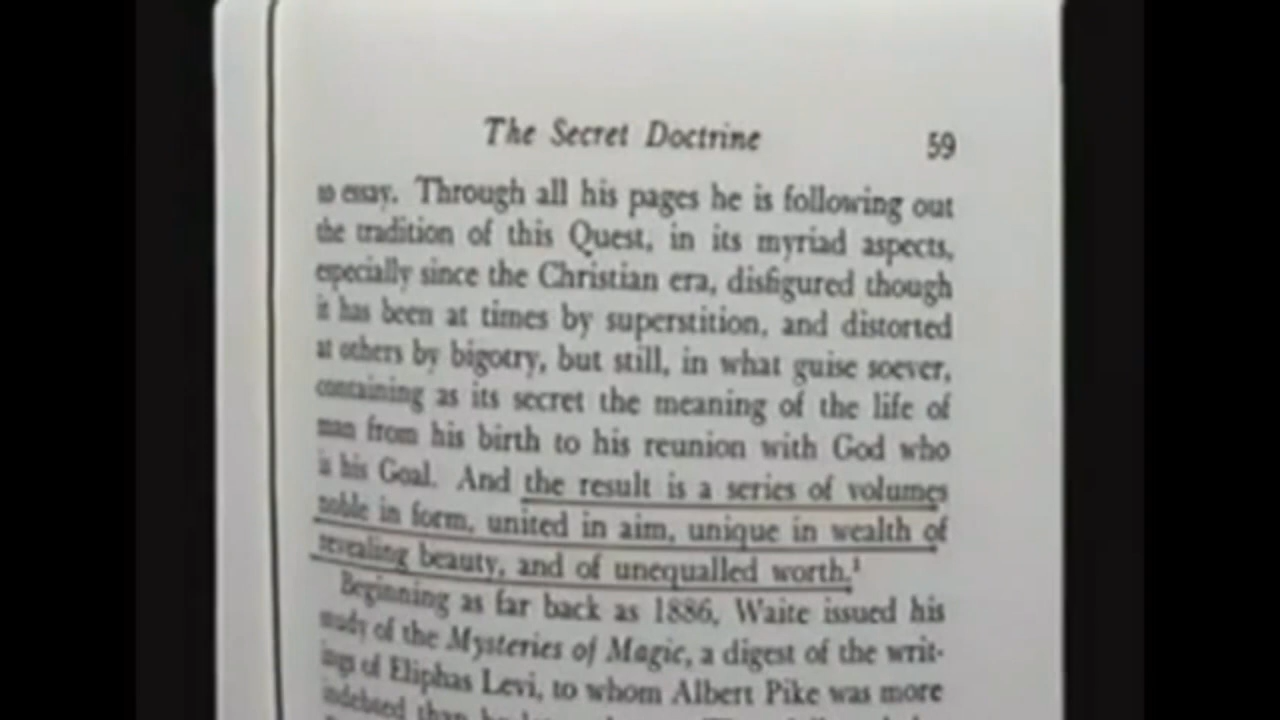 The Secret Doctrine 59
to essay. Through all his pages he is following out
the tradition of this Quest, in its myriad aspects,
especially since the Christian era, disfigured though
it has been at times by superstition, and distorted
at others by bigotry, but still, in what guise soever,
containing as its secret the meaning of the life of
man from his birth to his reunion with God who
is his Goal. And the result is a series of volumes
noble in form, united in aim, unique in wealth of
revealing beauty, and of unequalled worth.¹
Beginning as far back as 1886, Waite issued his
study of the Mysteries of Magic, a digest of the writ-
ings of Eliphas Levi, to whom Albert Pike was more
indebted than he